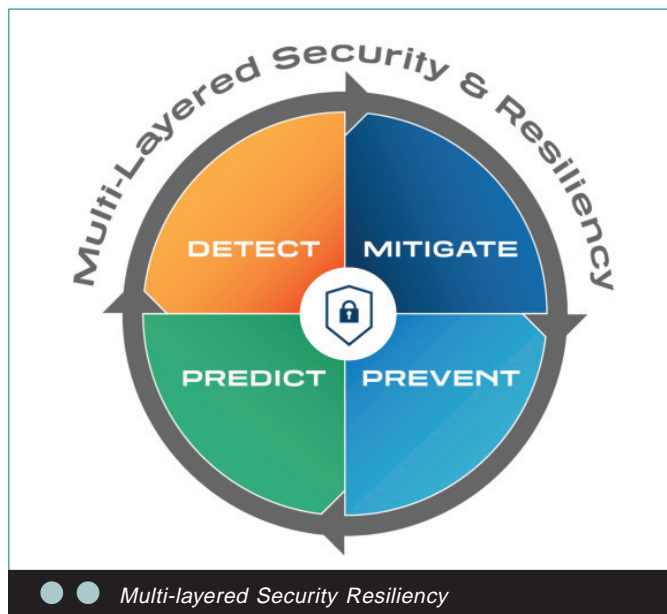 Multi-Layered Security & Resiliency
DETECT
MITIGATE
PREDICT
PREVENT
Multi-layered Security Resiliency